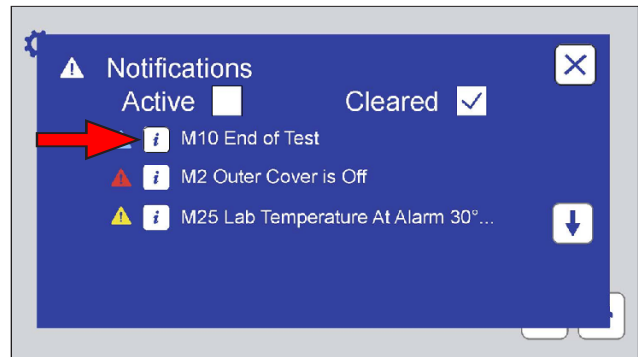 Notifications
Active Cleared
i M10 End of Test
i M2 Outer Cover is Off
i M25 Lab Temperature At Alarm 30°...